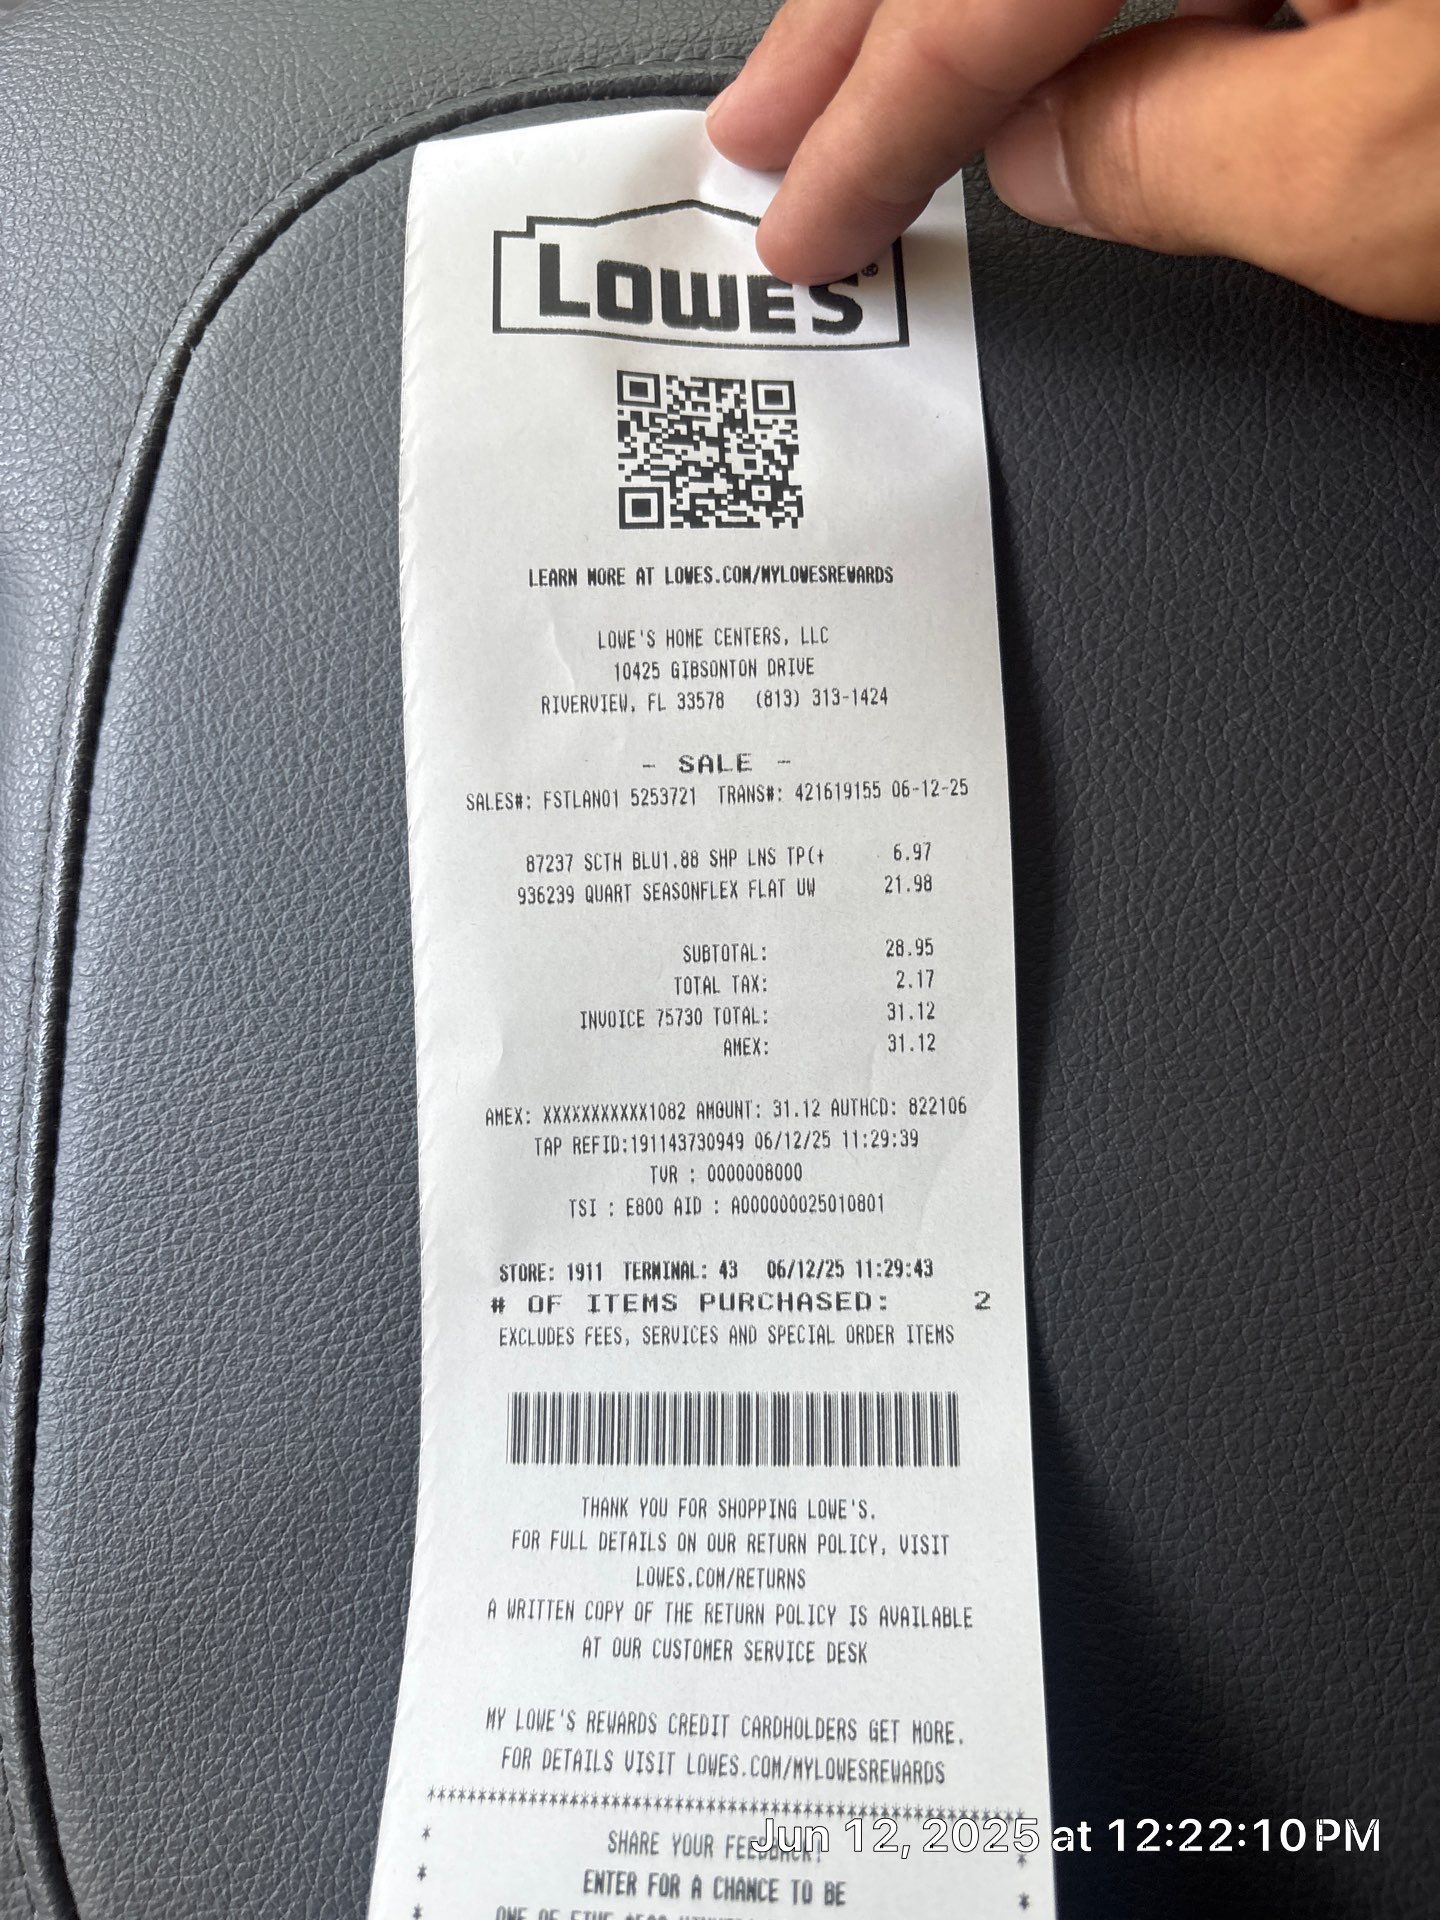 LOWE'S®
LEARN MORE AT LOWES.COM/MYLOWESREWARDS
LOWE'S HOME CENTERS, LLC
10425 GIBSONTON DRIVE
RIVERVIEW, FL 33578 (813) 313-1424
- SALE -
SALES#: FSTLAN01 5253721 TRANS#: 421619155 06-12-25
87237 SCTH BLU1.88 SHP LNS TP(+ 6.97
936239 QUART SEASONFLEX FLAT UW 21.98
SUBTOTAL: 28.95
TOTAL TAX: 2.17
INVOICE 75730 TOTAL: 31.12
AMEX: 31.12
AMEX: XXXXXXXXXXX1082 AMOUNT: 31.12 AUTHCD: 822106
TAP REFID:191143730949 06/12/25 11:29:39
TVR : 0000008000
TSI : E800 AID : A000000025010801
STORE: 1911 TERMINAL: 43 06/12/25 11:29:43
# OF ITEMS PURCHASED: 2
EXCLUDES FEES, SERVICES AND SPECIAL ORDER ITEMS
THANK YOU FOR SHOPPING LOWE'S.
FOR FULL DETAILS ON OUR RETURN POLICY, VISIT
LOWES.COM/RETURNS
A WRITTEN COPY OF THE RETURN POLICY IS AVAILABLE
AT OUR CUSTOMER SERVICE DESK
MY LOWE'S REWARDS CREDIT CARDHOLDERS GET MORE.
FOR DETAILS VISIT LOWES.COM/MYLOWESREWARDS
***************************************************************
* SHARE YOUR FEEDBACK! *
* ENTER FOR A CHANCE TO BE *
* ONE OF FIVE
Jun 12, 2025 at 12:22:10 PM